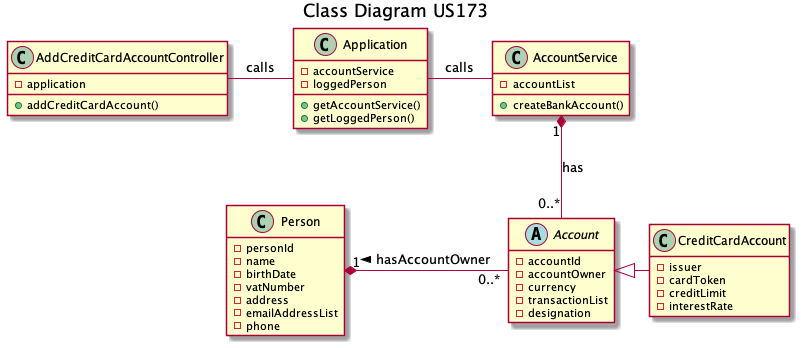 Class Diagram US173
C AddCreditCardAccountController
application
addCreditCardAccount()
calls
C Application
accountService
loggedPerson
getAccountService()
getLoggedPerson()
calls
C AccountService
accountList
createBankAccount()
1
has
0..*
C Person
personId
name
birthDate
vatNumber
address
emailAddressList
phone
1
hasAccountOwner
0..*
A Account
accountId
accountOwner
currency
transactionList
designation
C CreditCardAccount
issuer
cardToken
creditLimit
interestRate